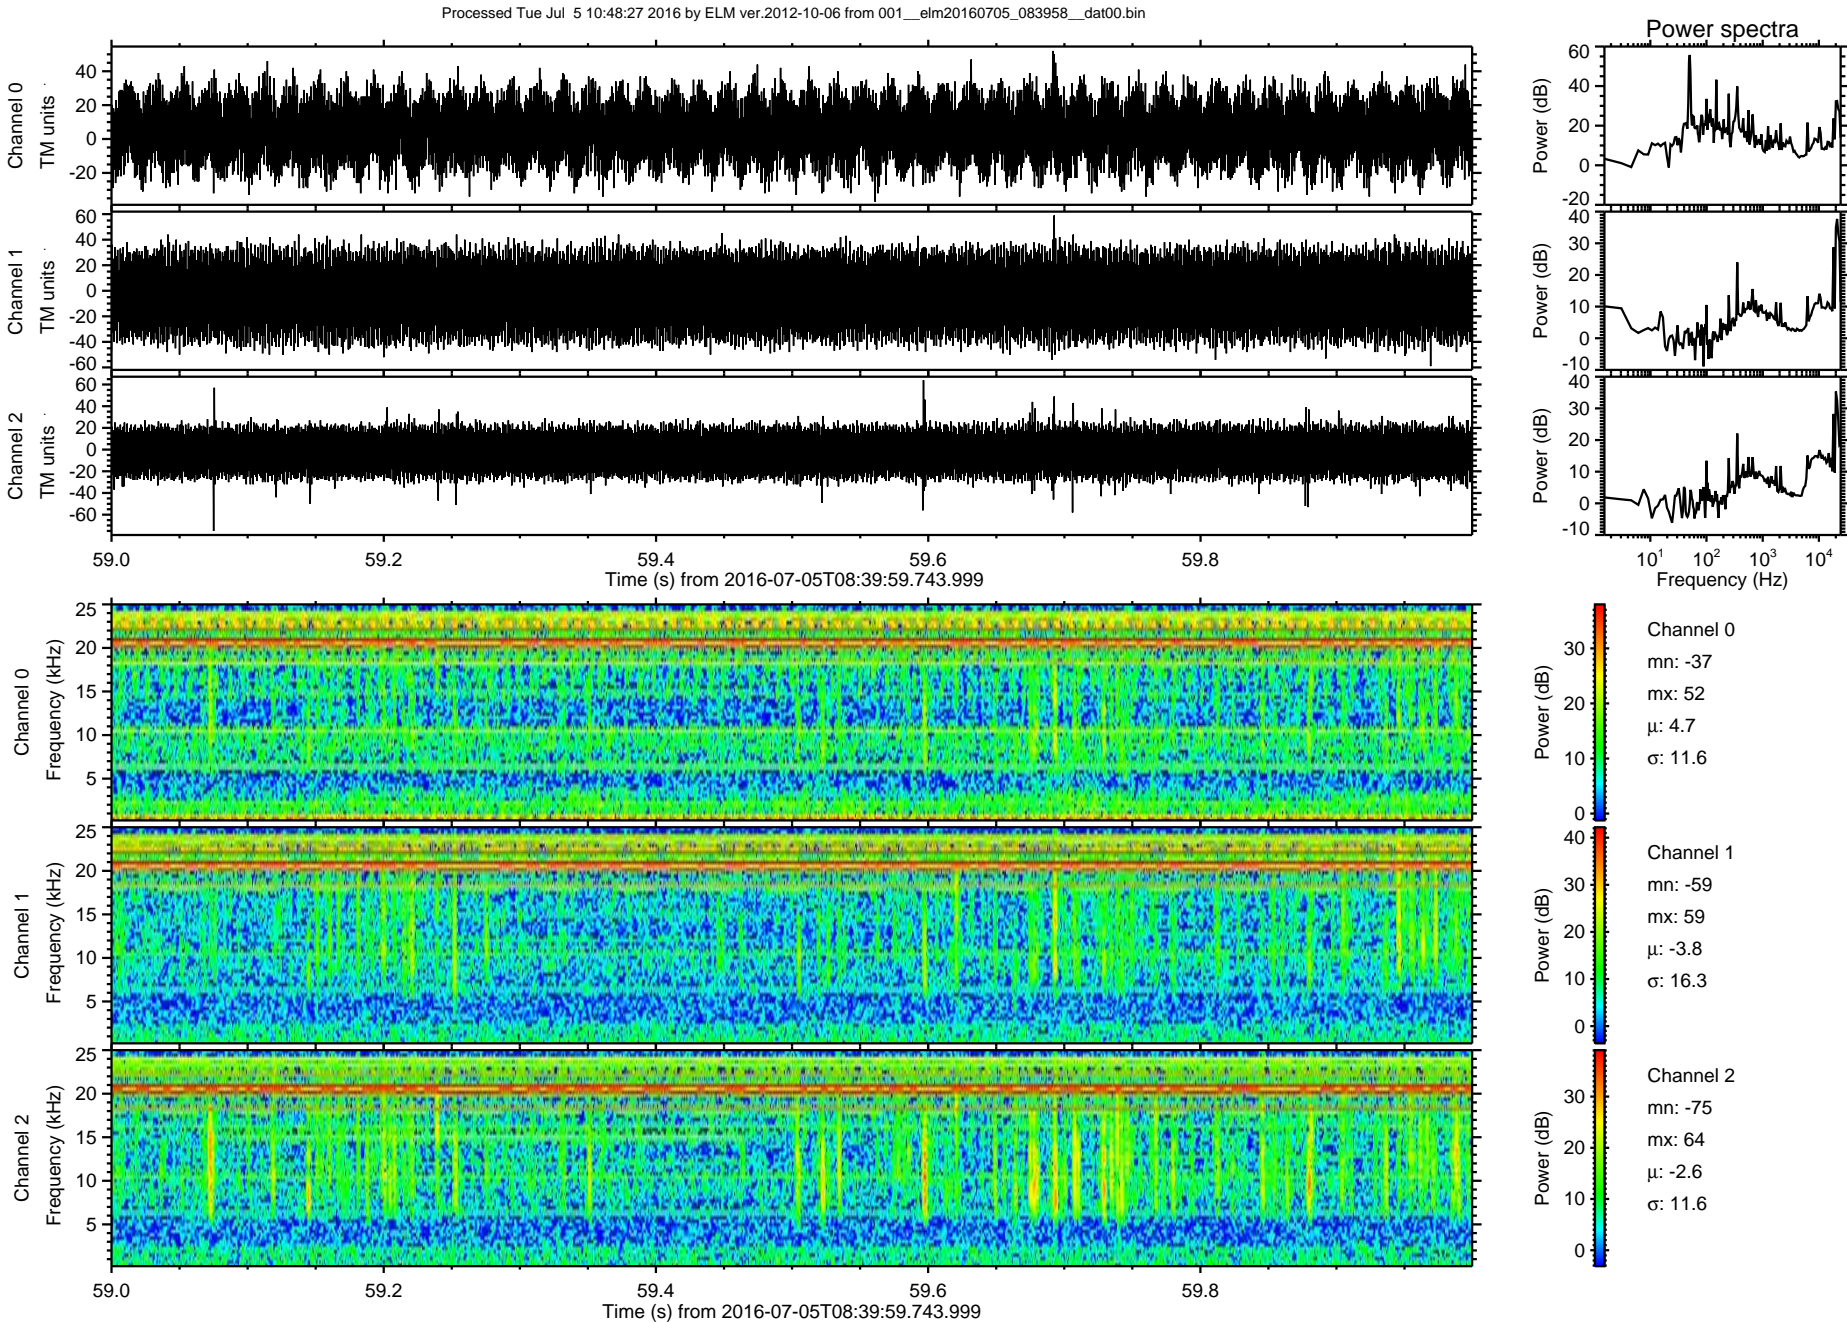 Processed Tue Jul  5 10:48:27 2016 by ELM ver.2012-10-06 from 001__elm20160705_083958__dat00.bin
Power spectra
Channel 0
TM units
40
20
0
-20
Power (dB)
60
40
20
0
-20
Channel 1
TM units
60
40
20
0
-20
-40
-60
Power (dB)
40
30
20
10
0
-10
Channel 2
TM units
60
40
20
0
-20
-40
-60
Power (dB)
40
30
20
10
0
-10
59.0 59.2 59.4 59.6 59.8
Time (s) from 2016-07-05T08:39:59.743.999
10^1 10^2 10^3 10^4
Frequency (Hz)
Channel 0
Frequency (kHz)
25
20
15
10
5
Power (dB)
30
20
10
0
Channel 0
mn: -37
mx: 52
μ: 4.7
σ: 11.6
Channel 1
Frequency (kHz)
25
20
15
10
5
Power (dB)
40
30
20
10
0
Channel 1
mn: -59
mx: 59
μ: -3.8
σ: 16.3
Channel 2
Frequency (kHz)
25
20
15
10
5
Power (dB)
30
20
10
0
Channel 2
mn: -75
mx: 64
μ: -2.6
σ: 11.6
59.0 59.2 59.4 59.6 59.8
Time (s) from 2016-07-05T08:39:59.743.999